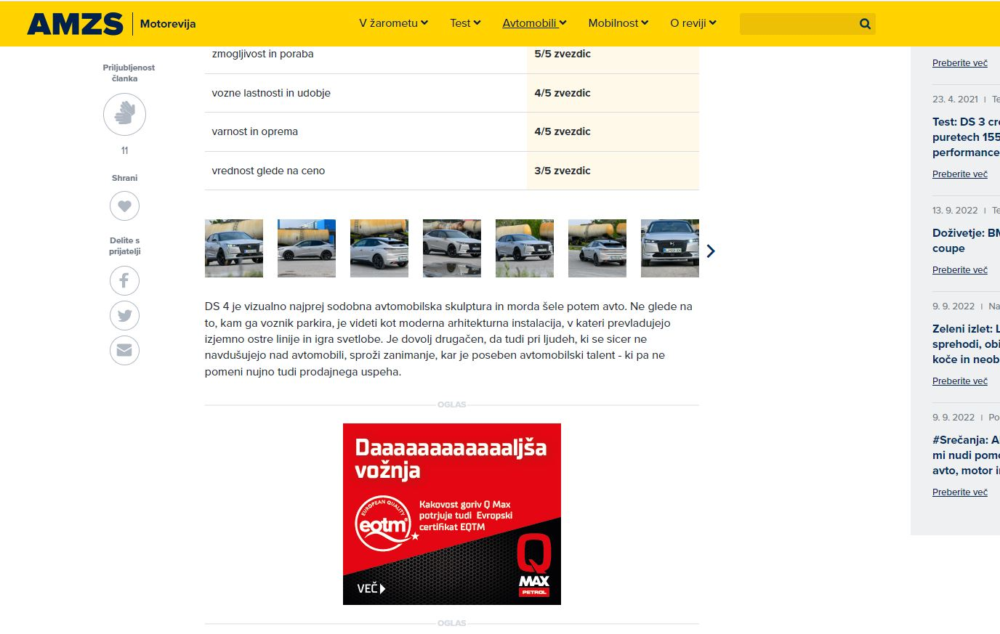 AMZS
Motorevija
V žarometu
Test
Avtomobili
Mobilnost
O reviji
Priljubljenost
članka
11
Shrani
Delite s
prijatelji
zmogljivost in poraba
5/5 zvezdic
vozne lastnosti in udobje
4/5 zvezdic
varnost in oprema
4/5 zvezdic
vrednost glede na ceno
3/5 zvezdic
DS 4 je vizualno najprej sodobna avtomobilska skulptura in morda šele potem avto. Ne glede na
to, kam ga voznik parkira, je videti kot moderna arhitekturna instalacija, v kateri prevladujejo
izjemno ostre linije in igra svetlobe. Je dovolj drugačen, da tudi pri ljudeh, ki se sicer ne
navdušujejo nad avtomobili, sproži zanimanje, kar je poseben avtomobilski talent - ki pa ne
pomeni nujno tudi prodajnega uspeha.
OGLAS
Daaaaaaaaaaaaljša
vožnja
EUROPEAN QUALITY
eqtm
Kakovost goriv Q Max
potrjuje tudi Evropski
certifikat EQTM
VEČ
Q
MAX
PETROL
OGLAS
Preberite več
23. 4. 2021 | Te
Test: DS 3 cro
puretech 155
performance
Preberite več
13. 9. 2022 | Te
Doživetje: BM
coupe
Preberite več
9. 9. 2022 | Na
Zeleni izlet: L
sprehodi, obi
koče in neob
Preberite več
9. 9. 2022 | Po
#Srečanja: A
mi nudi pomo
avto, motor i
Preberite več